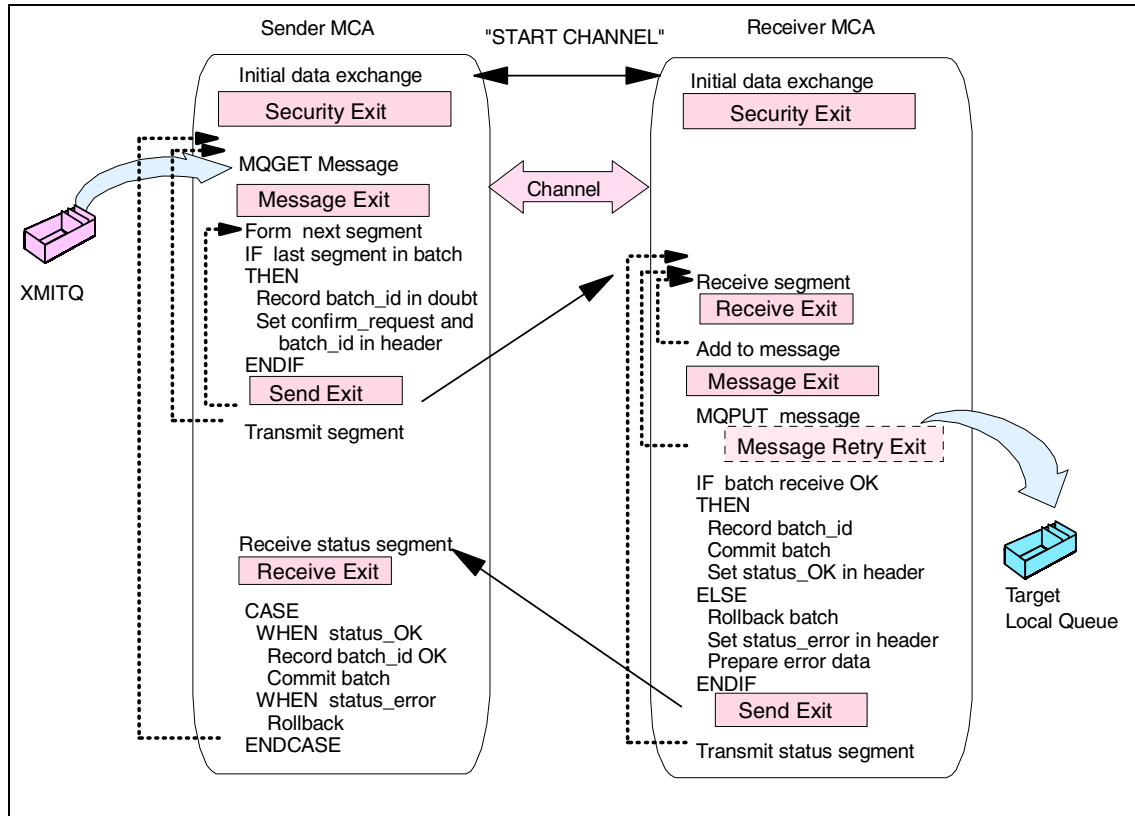 Sender MCA
"START CHANNEL"
Receiver MCA
Initial data exchange
Security Exit
MQGET Message
Message Exit
Form next segment
IF last segment in batch
THEN
Record batch_id in doubt
Set confirm_request and
batch_id in header
ENDIF
Send Exit
Transmit segment
Receive status segment
Receive Exit
CASE
WHEN status_OK
Record batch_id OK
Commit batch
WHEN status_error
Rollback
ENDCASE
XMITQ
Channel
Initial data exchange
Security Exit
Receive segment
Receive Exit
Add to message
Message Exit
MQPUT message
Message Retry Exit
IF batch receive OK
THEN
Record batch_id
Commit batch
Set status_OK in header
ELSE
Rollback batch
Set status_error in header
Prepare error data
ENDIF
Send Exit
Transmit status segment
Target
Local Queue